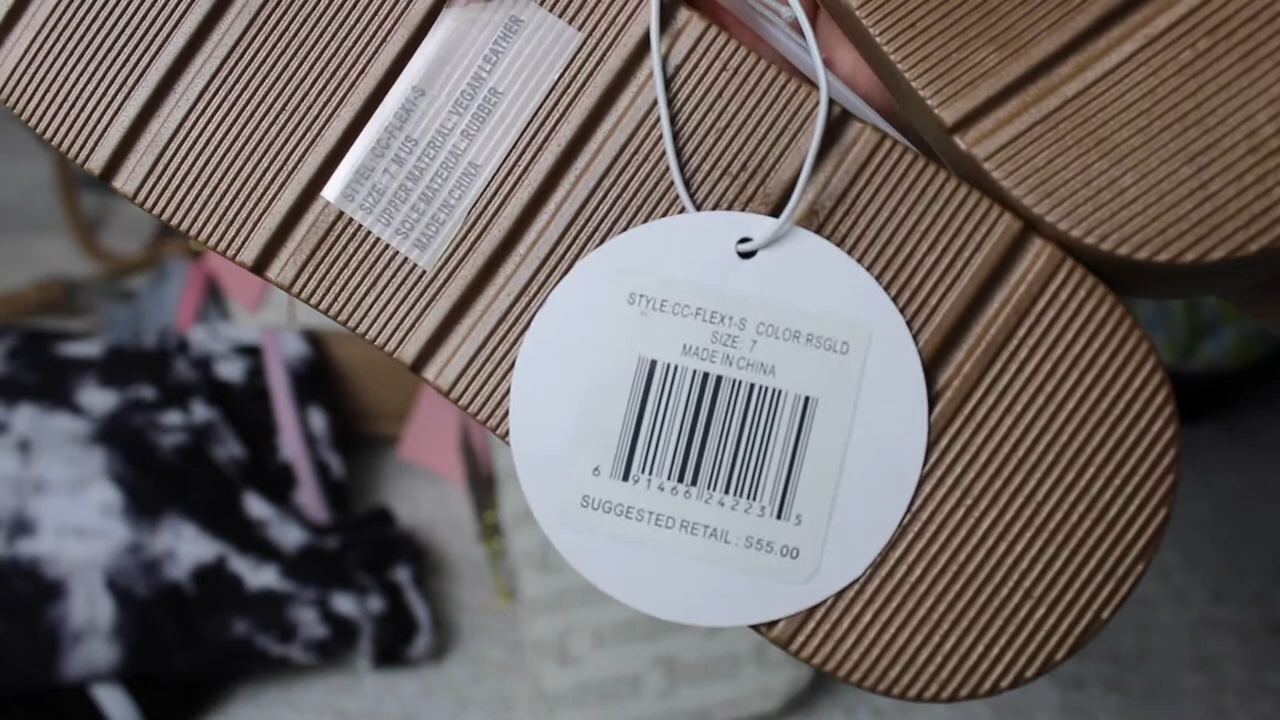 STYEL: CC-FLEX1-S
SIZE: 7 M US
UPPER MATERIAL: VEGAN LEATHER
SOLE MATERIAL:RUBBER
MADE IN CHINA
STYLE:CC-FLEX1-S COLOR:RSGLD
SIZE: 7
MADE IN CHINA
6 91466 24223 5
SUGGESTED RETAIL : $55.00